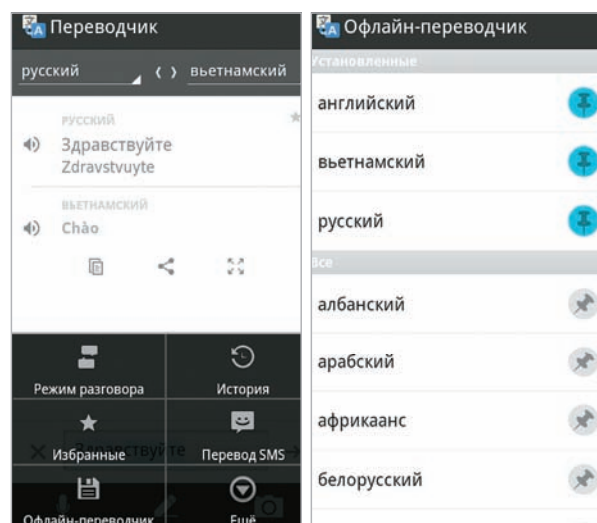 Переводчик
русский
вьетнамский
РУССКИЙ
Здравствуйте
Zdravstvuyte
ВЬЕТНАМСКИЙ
Chào
Режим разговора
История
Здравствуйте
Избранные
Перевод SMS
Офлайн-переводчик
Ещё
Офлайн-переводчик
Установленные
английский
вьетнамский
русский
Все
албанский
арабский
африкаанс
белорусский